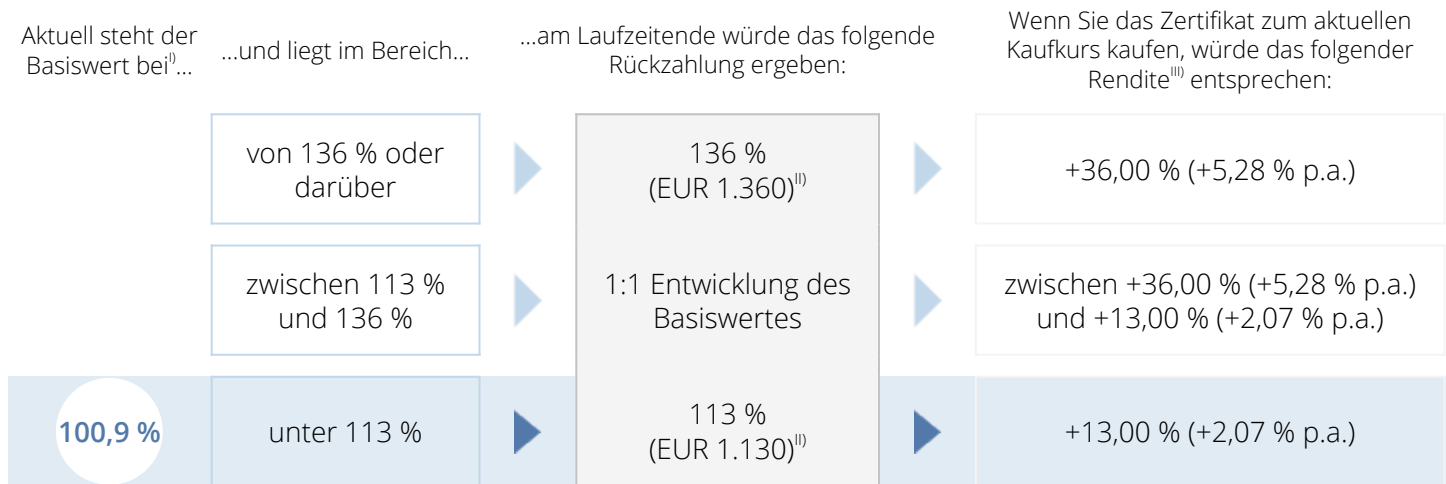 Aktuell steht der
Basiswert beiI)...
...und liegt im Bereich...
...am Laufzeitende würde das folgende
Rückzahlung ergeben:
Wenn Sie das Zertifikat zum aktuellen
Kaufkurs kaufen, würde das folgender
RenditeIII) entsprechen:
von 136 % oder
darüber
136 %
(EUR 1.360)II)
+36,00 % (+5,28 % p.a.)
zwischen 113 %
und 136 %
1:1 Entwicklung des
Basiswertes
zwischen +36,00 % (+5,28 % p.a.)
und +13,00 % (+2,07 % p.a.)
100,9 %
unter 113 %
113 %
(EUR 1.130)II)
+13,00 % (+2,07 % p.a.)